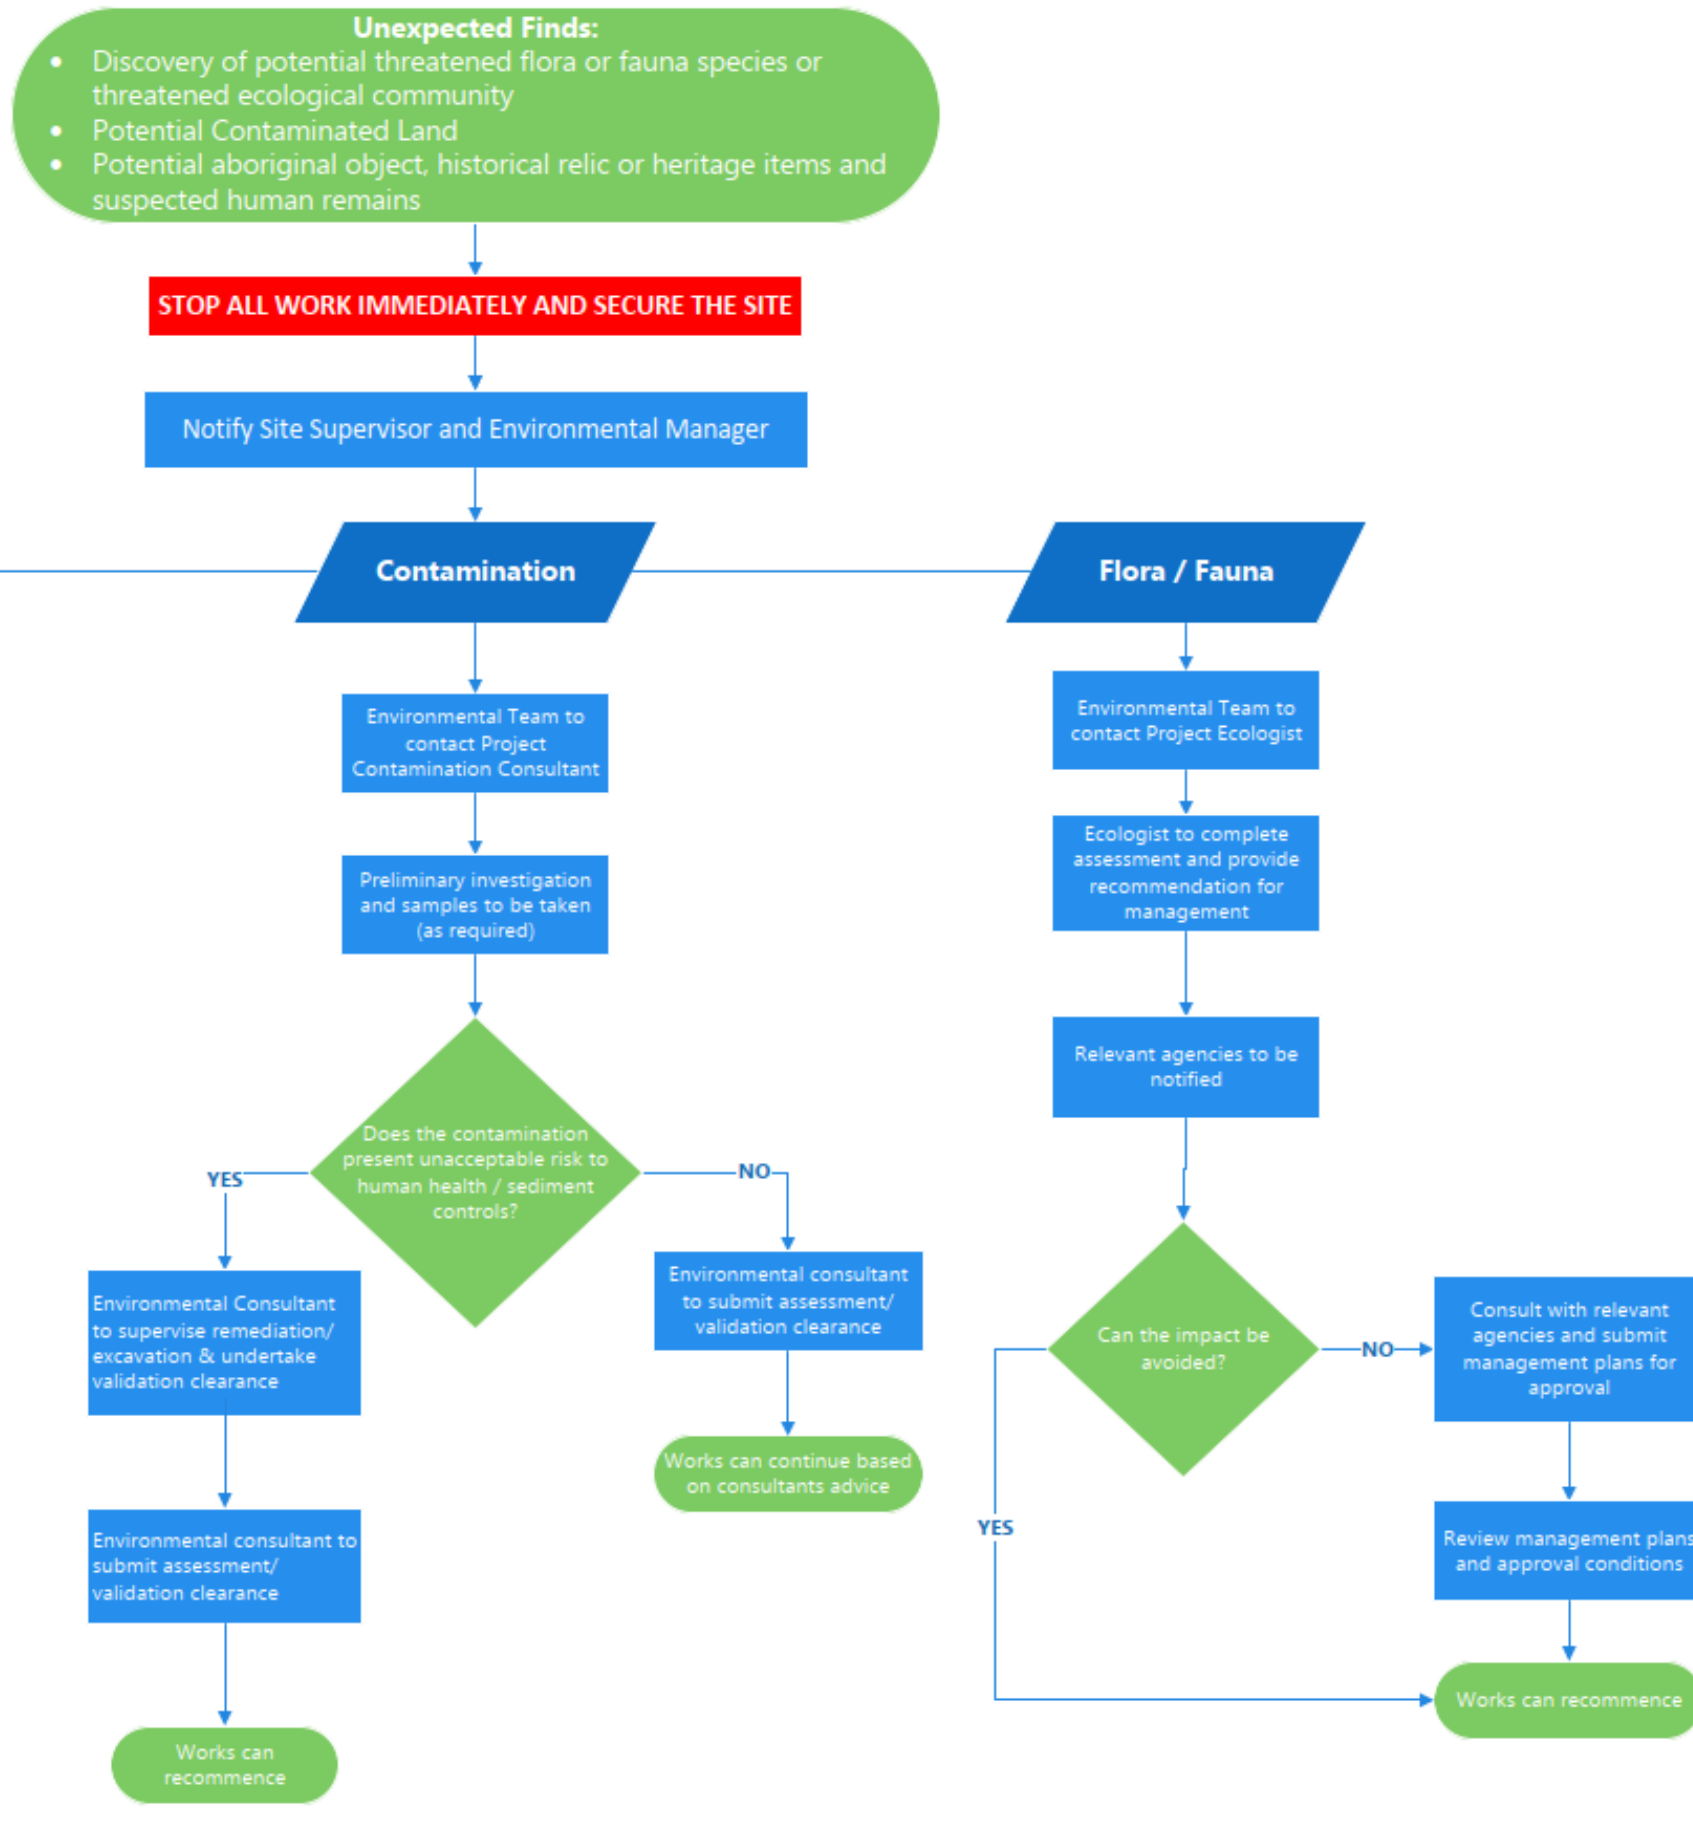 Unexpected Finds:
• Discovery of potential threatened flora or fauna species or
threatened ecological community
• Potential Contaminated Land
• Potential aboriginal object, historical relic or heritage items and
suspected human remains
STOP ALL WORK IMMEDIATELY AND SECURE THE SITE
Notify Site Supervisor and Environmental Manager
Contamination
Environmental Team to
contact Project
Contamination Consultant
Preliminary investigation
and samples to be taken
(as required)
Does the contamination
present unacceptable risk to
human health / sediment
controls?
YES
Environmental Consultant
to supervise remediation/
excavation & undertake
validation clearance
Environmental consultant to
submit assessment/
validation clearance
Works can
recommence
NO
Environmental consultant
to submit assessment/
validation clearance
Works can continue based
on consultants advice
Flora / Fauna
Environmental Team to
contact Project Ecologist
Ecologist to complete
assessment and provide
recommendation for
management
Relevant agencies to be
notified
Can the impact be
avoided?
YES
NO
Consult with relevant
agencies and submit
management plans for
approval
Review management plans
and approval conditions
Works can recommence